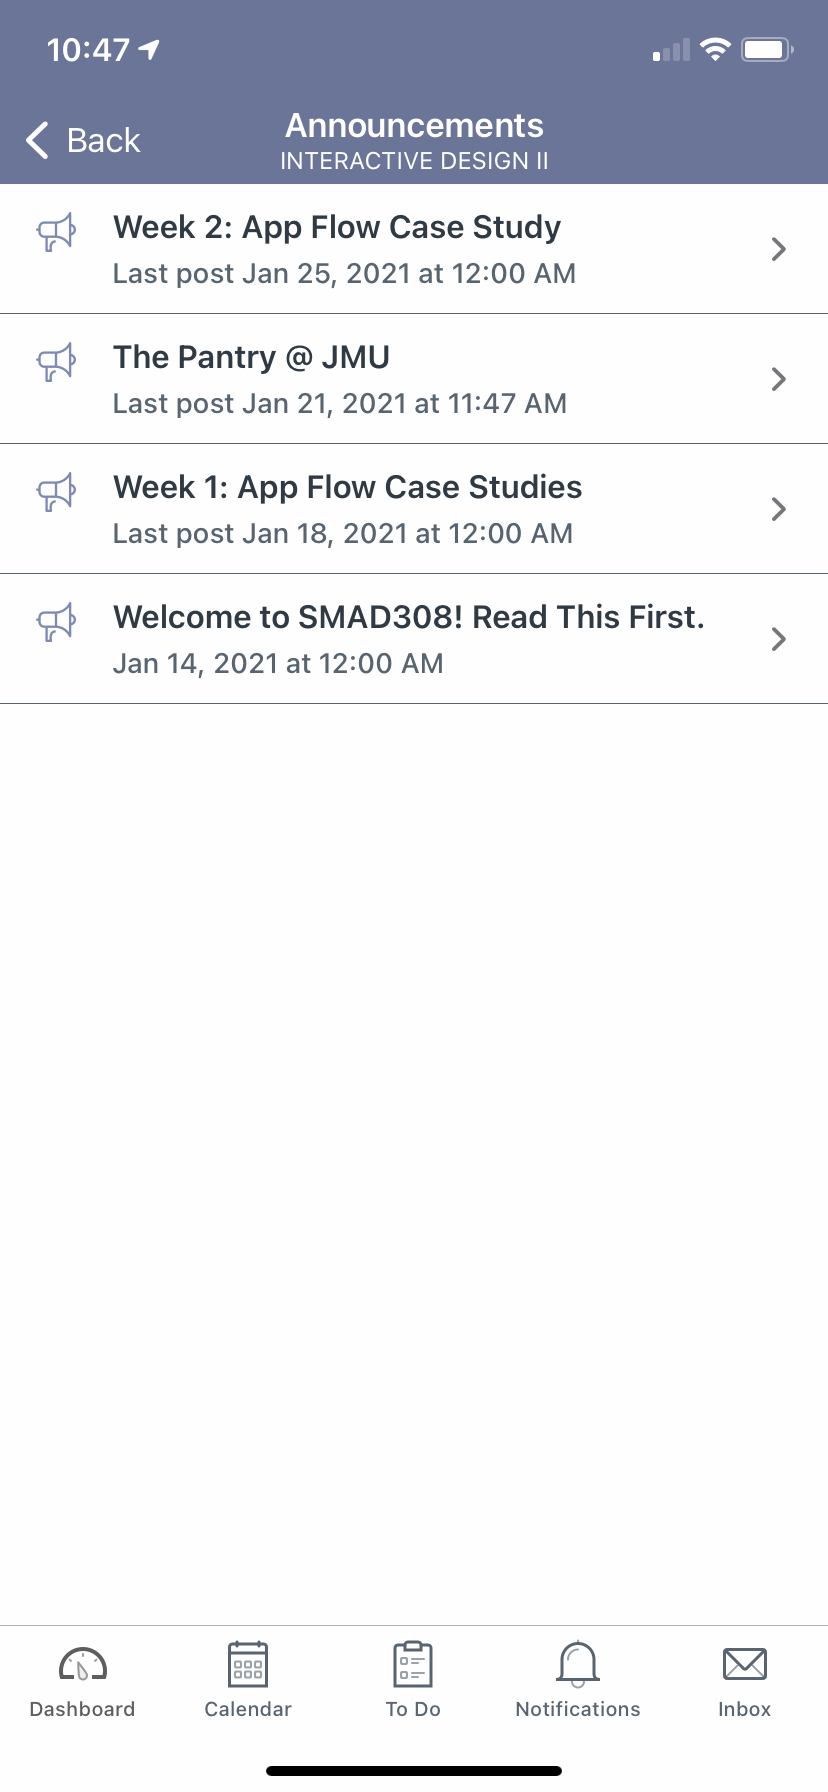 10:47
Back
Announcements
INTERACTIVE DESIGN II
Week 2: App Flow Case Study
Last post Jan 25, 2021 at 12:00 AM
The Pantry @ JMU
Last post Jan 21, 2021 at 11:47 AM
Week 1: App Flow Case Studies
Last post Jan 18, 2021 at 12:00 AM
Welcome to SMAD308! Read This First.
Jan 14, 2021 at 12:00 AM
Dashboard
Calendar
To Do
Notifications
Inbox